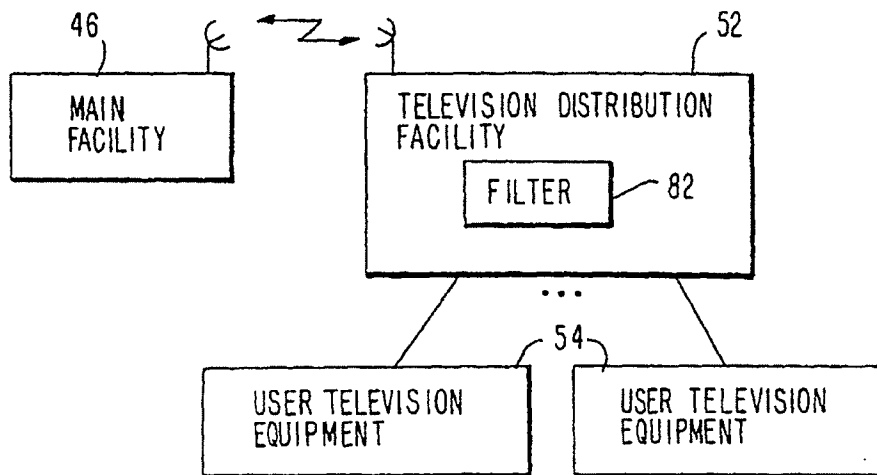 46
52
MAIN
FACILITY
TELEVISION DISTRIBUTION
FACILITY
FILTER
82
...
54
USER TELEVISION
EQUIPMENT
USER TELEVISION
EQUIPMENT